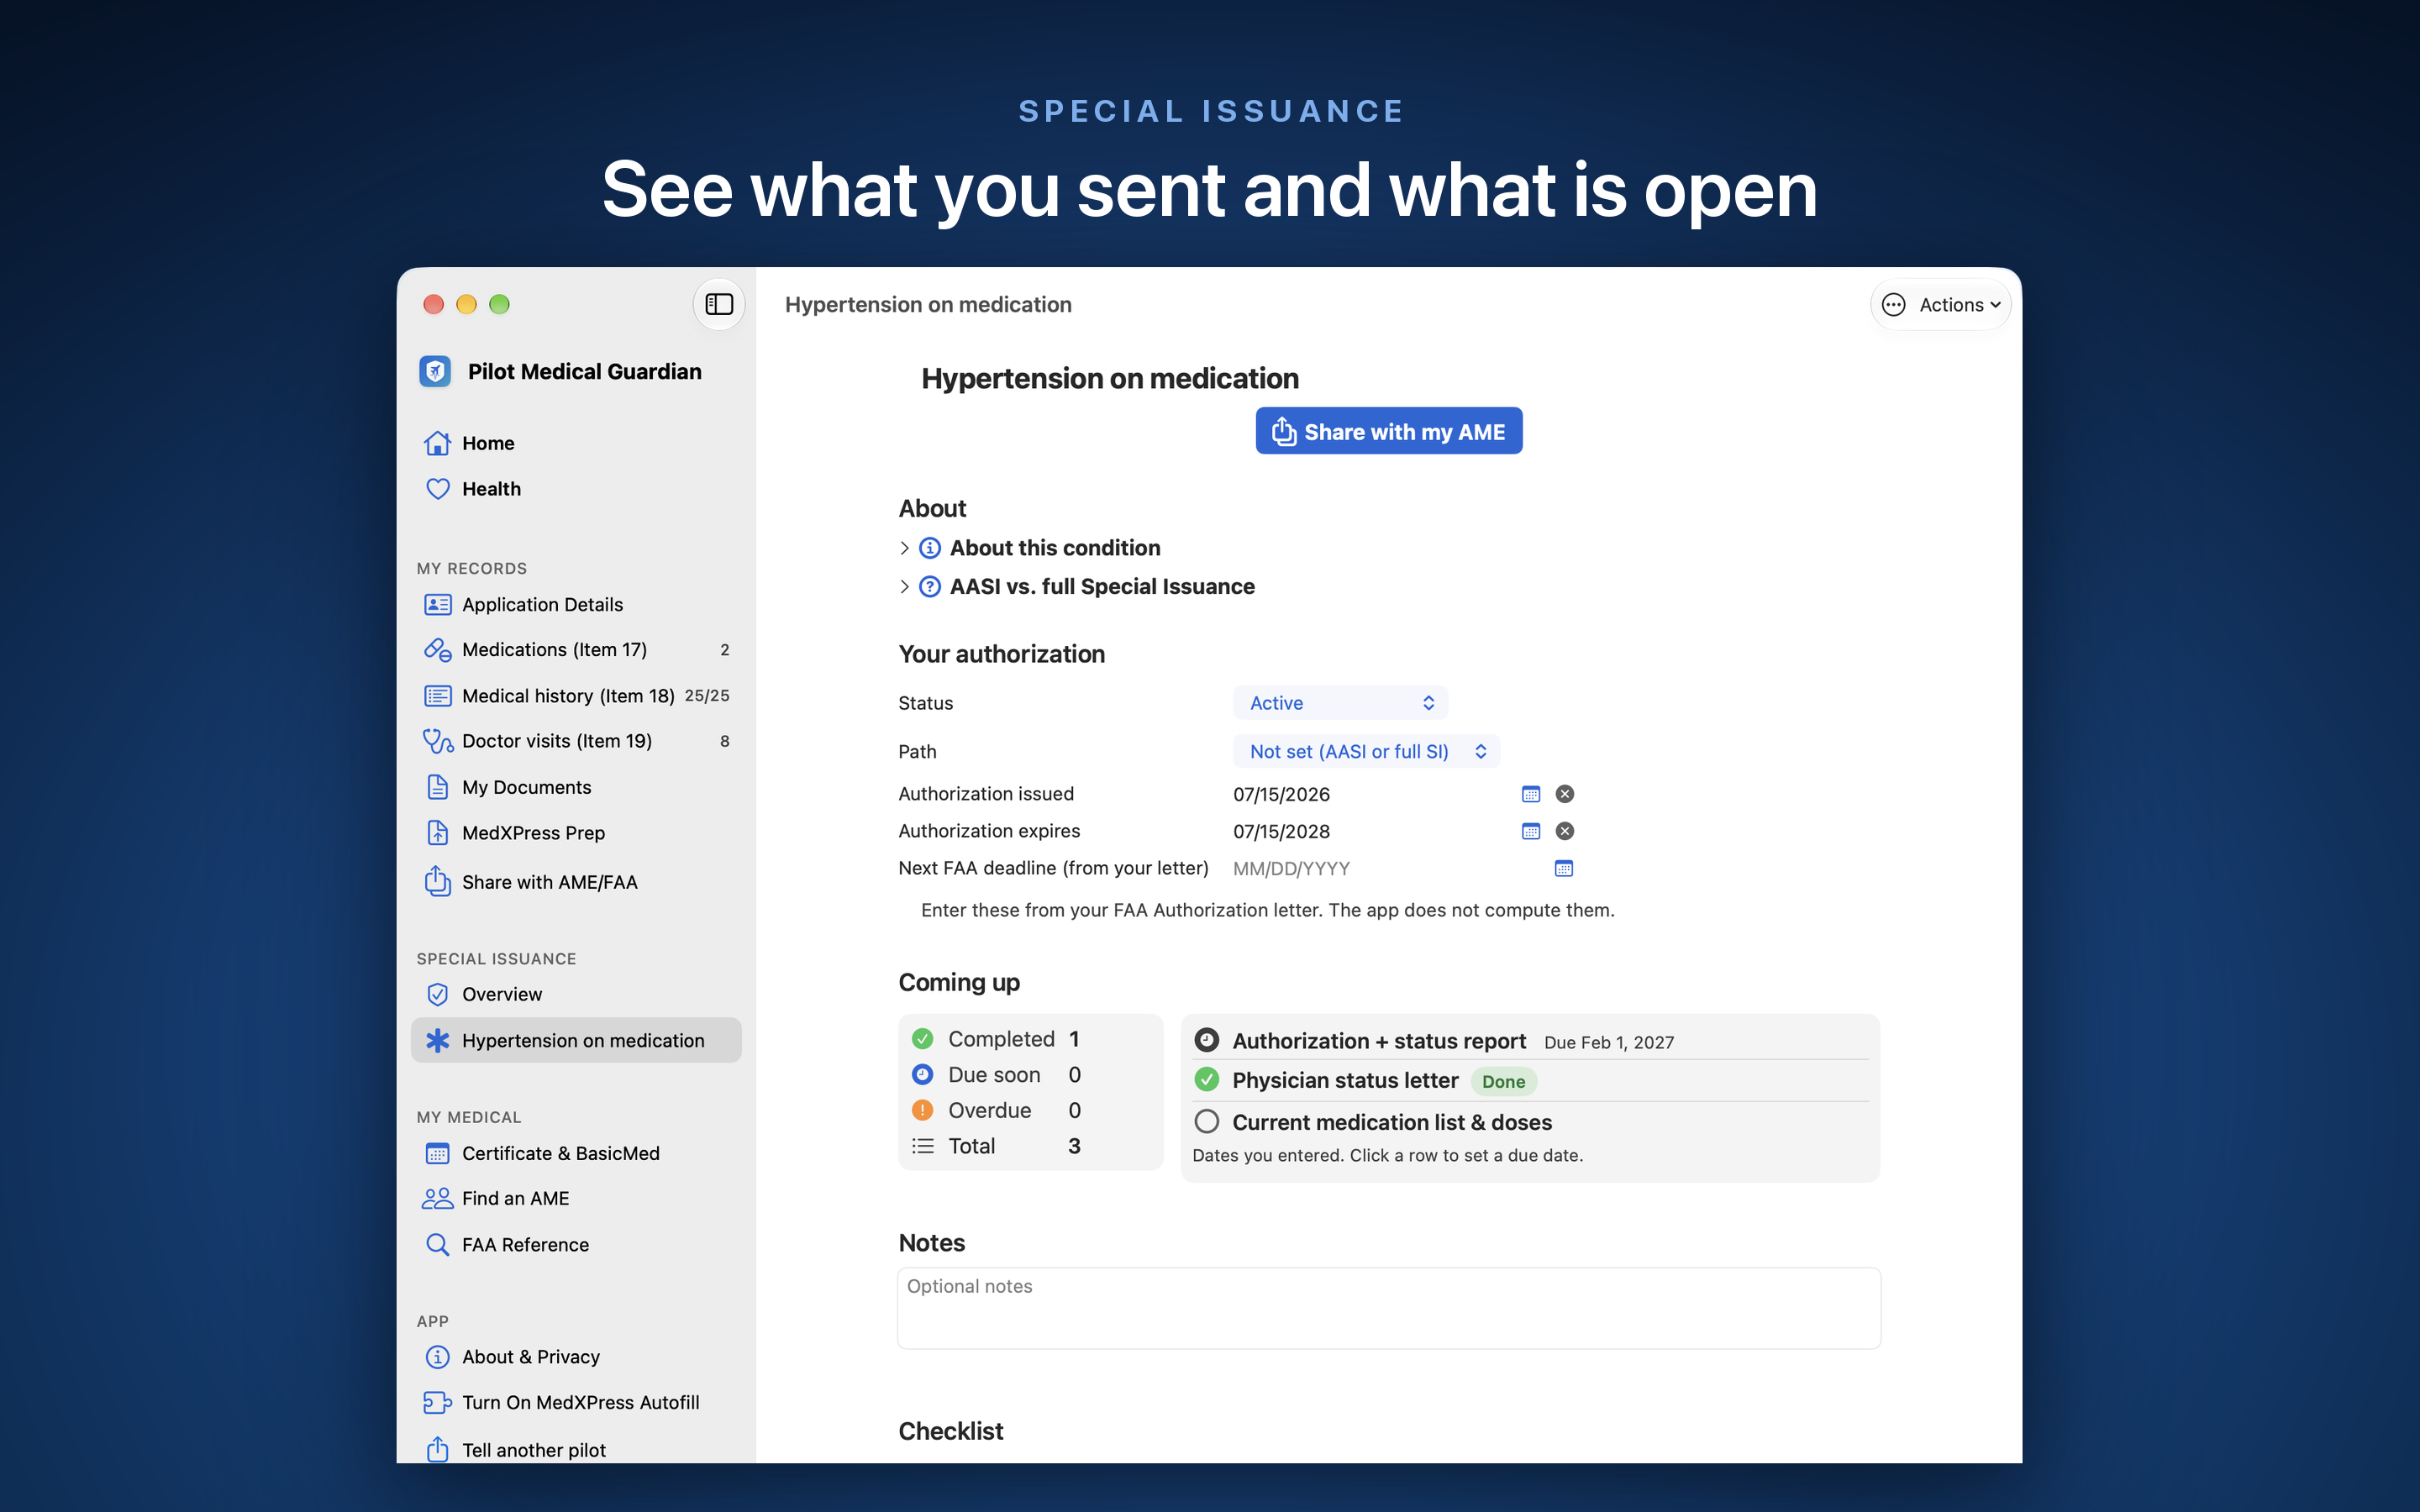 SPECIAL ISSUANCE
See what you sent and what is open
Pilot Medical Guardian
Home
Health
MY RECORDS
Application Details
Medications (Item 17) 2
Medical history (Item 18) 25/25
Doctor visits (Item 19) 8
My Documents
MedXPress Prep
Share with AME/FAA
SPECIAL ISSUANCE
Overview
Hypertension on medication
MY MEDICAL
Certificate & BasicMed
Find an AME
FAA Reference
APP
About & Privacy
Turn On MedXPress Autofill
Tell another pilot
Hypertension on medication
Actions
Hypertension on medication
Share with my AME
About
About this condition
AASI vs. full Special Issuance
Your authorization
Status Active
Path Not set (AASI or full SI)
Authorization issued 07/15/2026
Authorization expires 07/15/2028
Next FAA deadline (from your letter) MM/DD/YYYY
Enter these from your FAA Authorization letter. The app does not compute them.
Coming up
Completed 1
Due soon 0
Overdue 0
Total 3
Authorization + status report Due Feb 1, 2027
Physician status letter Done
Current medication list & doses
Dates you entered. Click a row to set a due date.
Notes
Optional notes
Checklist